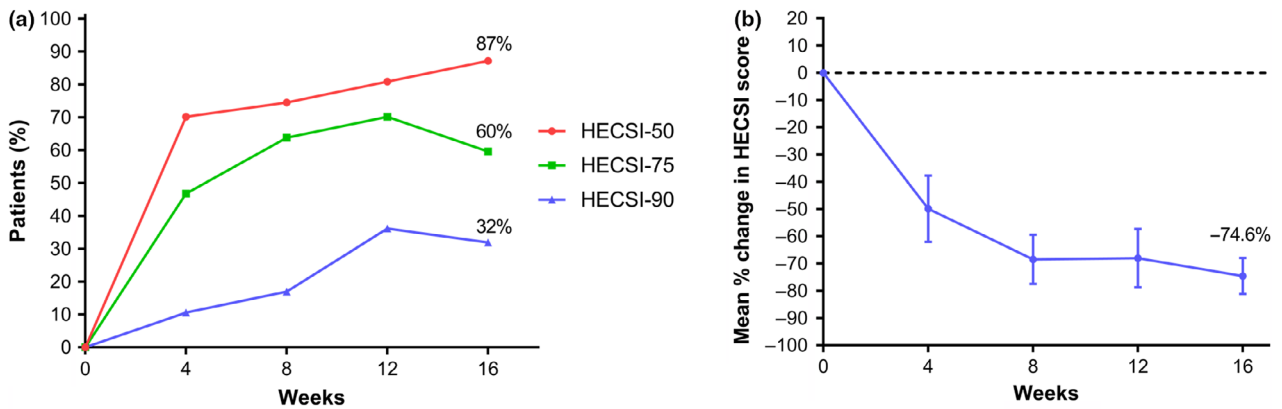 (a)
Patients (%)
100
90
80
70
60
50
40
30
20
10
0
0 4 8 12 16
Weeks
87%
60%
32%
HECSI-50
HECSI-75
HECSI-90
(b)
Mean % change in HECSI score
20
10
0
–10
–20
–30
–40
–50
–60
–70
–80
–90
–100
0 4 8 12 16
Weeks
–74.6%